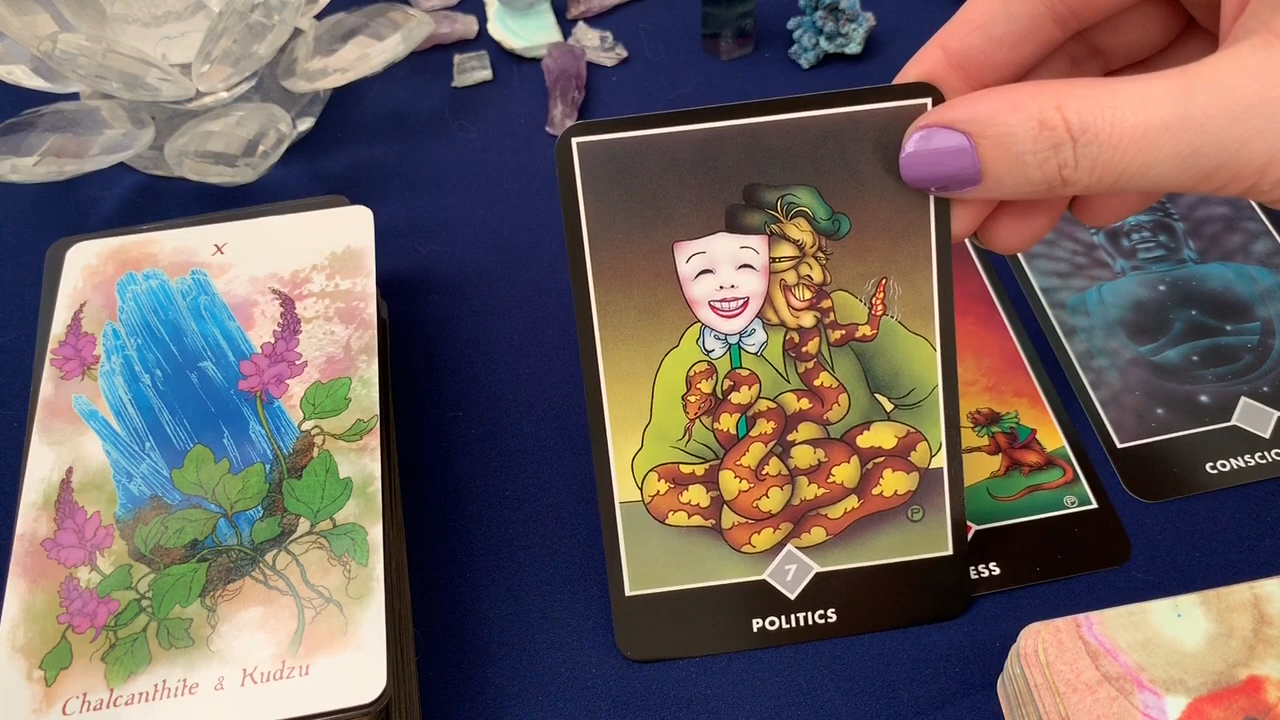 X
Chalcanthite & Kudzu
7
POLITICS
P
ESS
P
CONSCIO